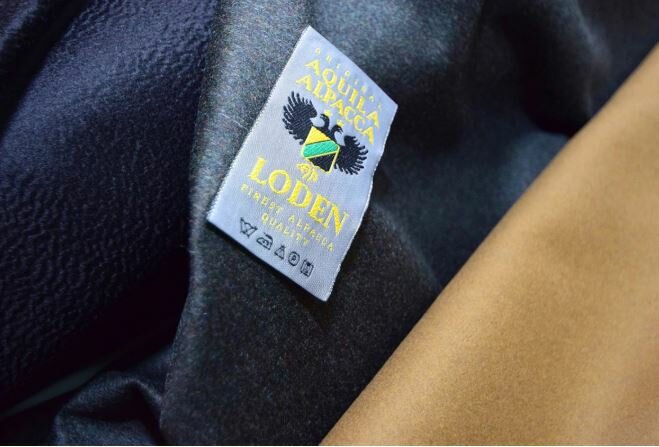 ORIGINAL
AQUILA
ALPACCA
LODEN
FINEST ALPACCA
QUALITY